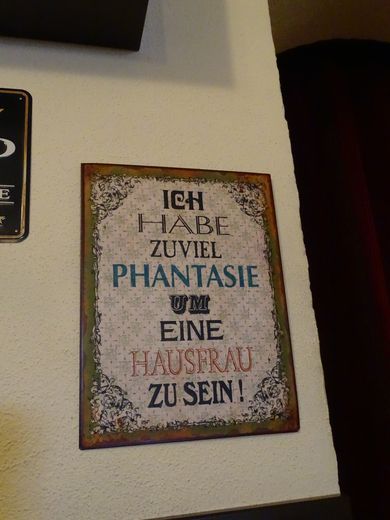 ICH
HABE
ZUVIEL
PHANTASIE
UM
EINE
HAUSFRAU
ZU SEIN!